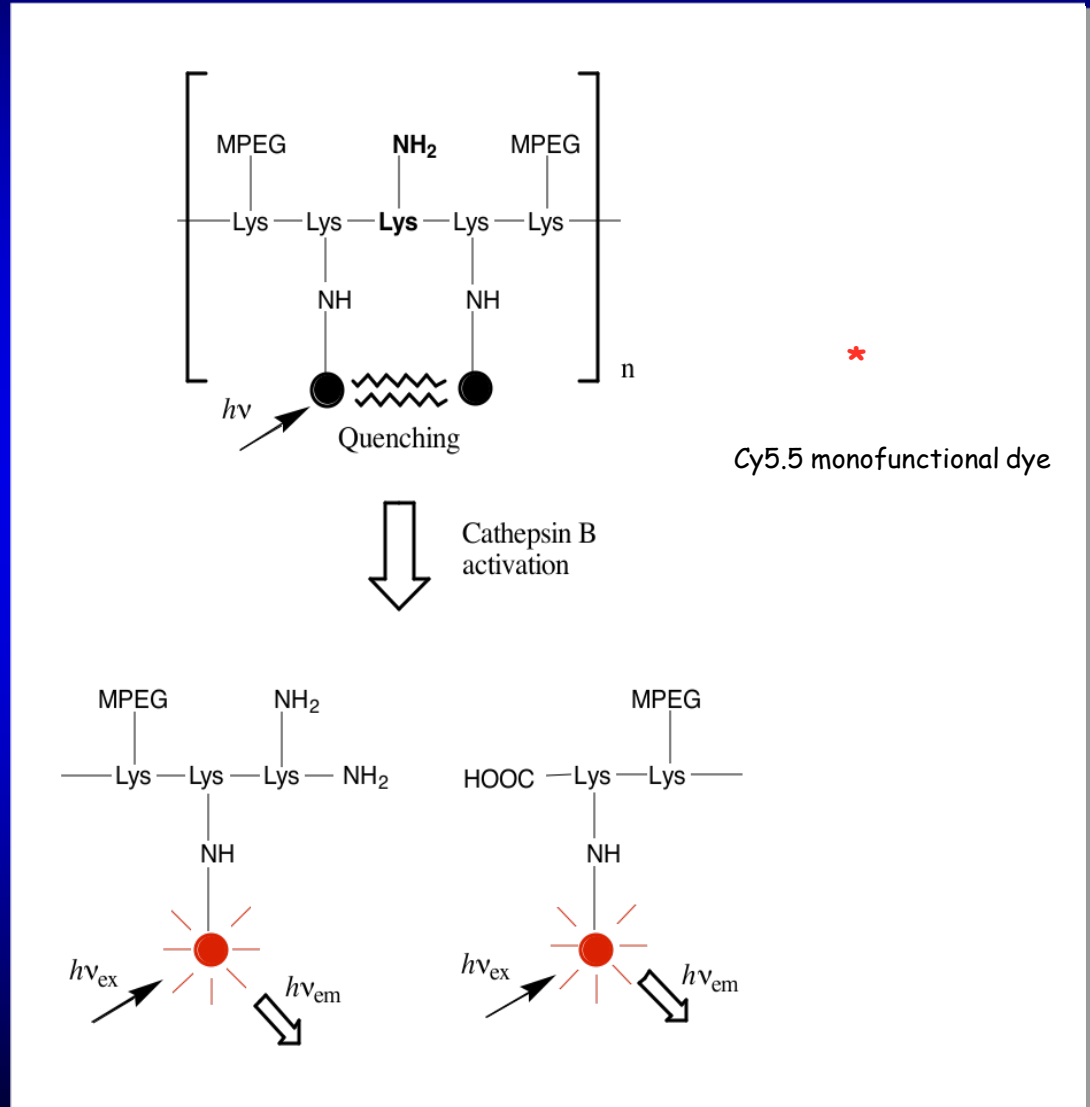 MPEG NH₂ MPEG
Lys Lys Lys Lys Lys
NH NH
n
*
hν
Quenching
Cy5.5 monofunctional dye
Cathepsin B
activation
MPEG NH₂ MPEG
Lys Lys Lys NH₂ HOOC Lys Lys
NH NH
hνex hνem hνex hνem